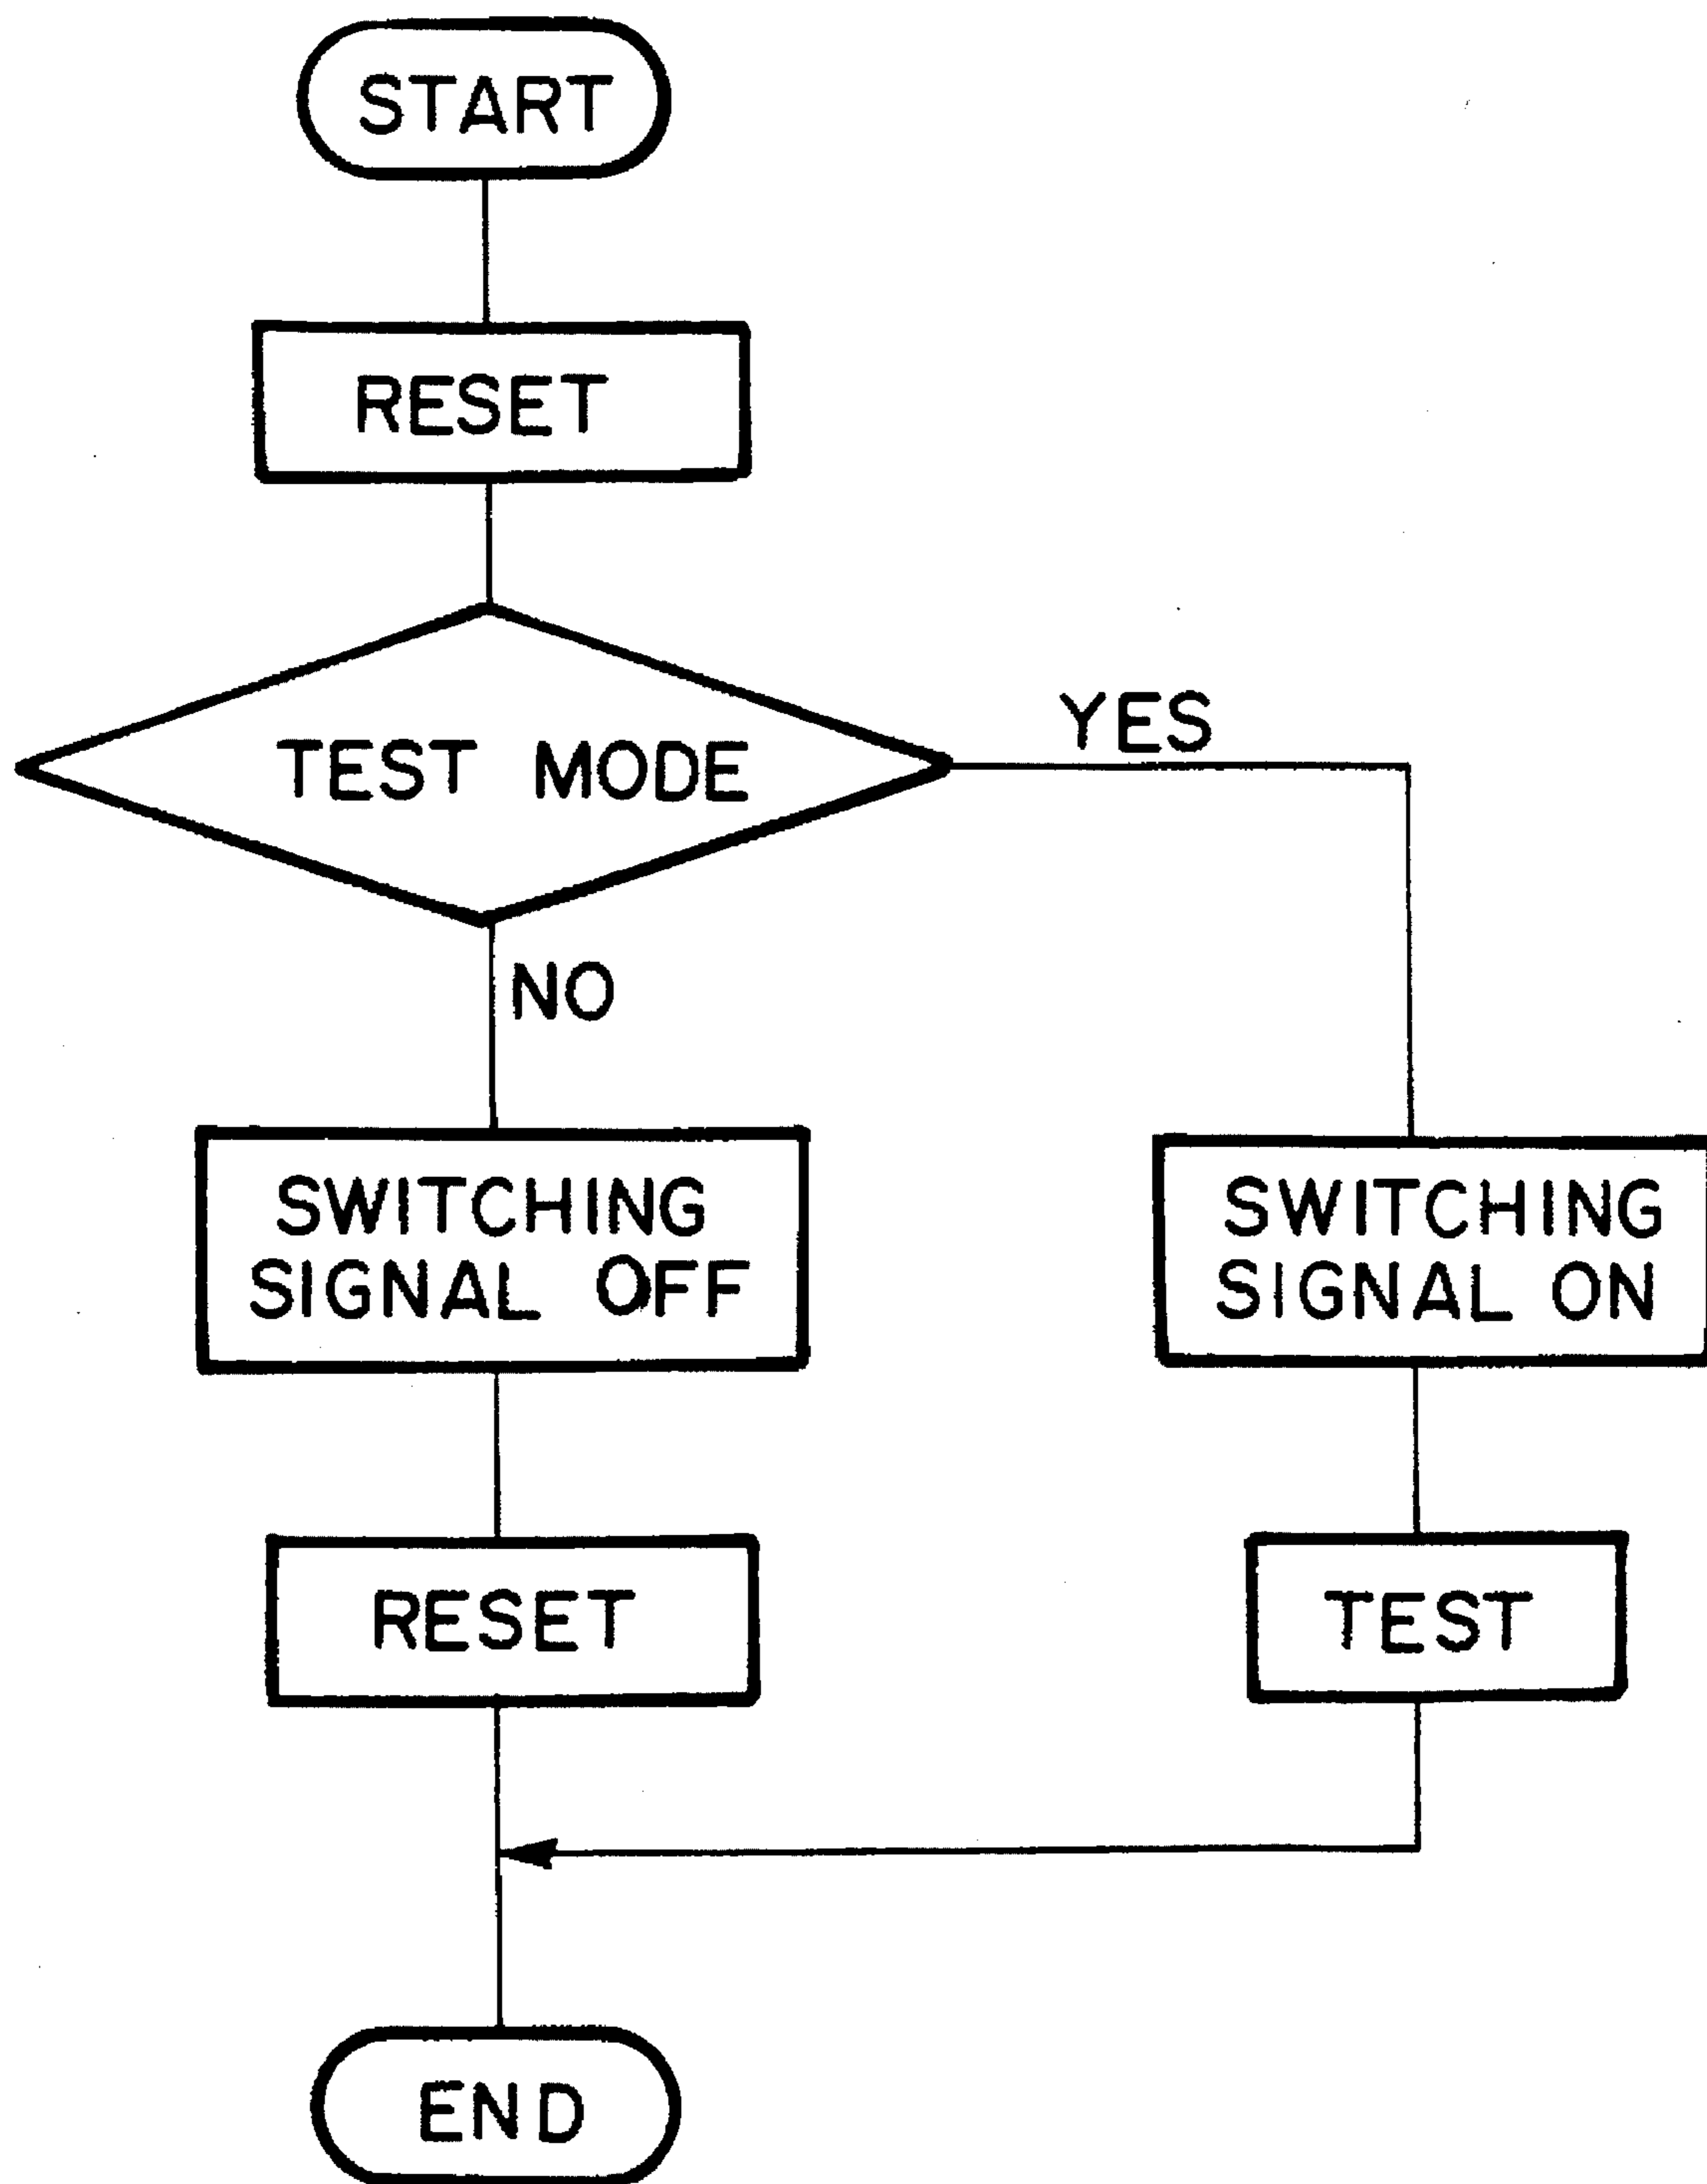 START
RESET
TEST MODE
YES
NO
SWITCHING
SIGNAL OFF
SWITCHING
SIGNAL ON
RESET
TEST
END